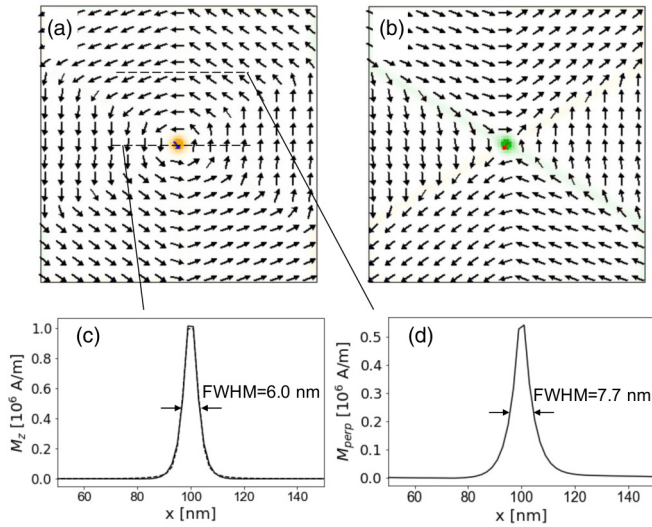 (a)
(b)
(c)
1.0
0.8
0.6
0.4
0.2
0.0
M_z [10^6 A/m]
FWHM=6.0 nm
60 80 100 120 140
x [nm]
(d)
0.5
0.4
0.3
0.2
0.1
0.0
M_perp [10^6 A/m]
FWHM=7.7 nm
60 80 100 120 140
x [nm]